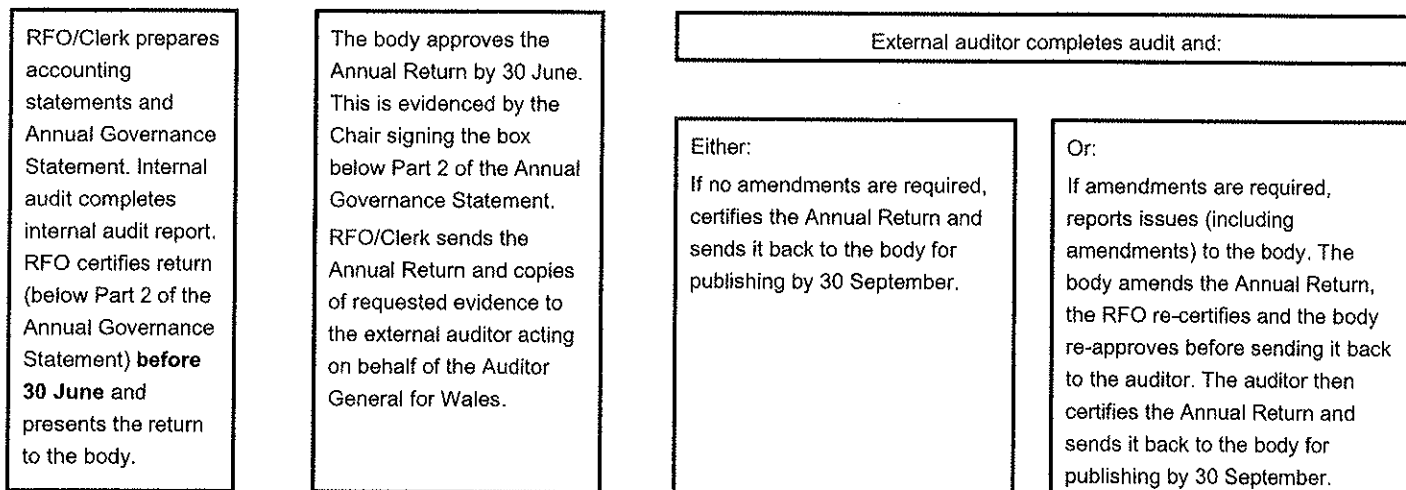 RFO/Clerk prepares
accounting
statements and
Annual Governance
Statement. Internal
audit completes
internal audit report.
RFO certifies return
(below Part 2 of the
Annual Governance
Statement) before
30 June and
presents the return
to the body.
The body approves the
Annual Return by 30 June.
This is evidenced by the
Chair signing the box
below Part 2 of the Annual
Governance Statement.
RFO/Clerk sends the
Annual Return and copies
of requested evidence to
the external auditor acting
on behalf of the Auditor
General for Wales.
External auditor completes audit and:
Either:
If no amendments are required,
certifies the Annual Return and
sends it back to the body for
publishing by 30 September.
Or:
If amendments are required,
reports issues (including
amendments) to the body. The
body amends the Annual Return,
the RFO re-certifies and the body
re-approves before sending it back
to the auditor. The auditor then
certifies the Annual Return and
sends it back to the body for
publishing by 30 September.